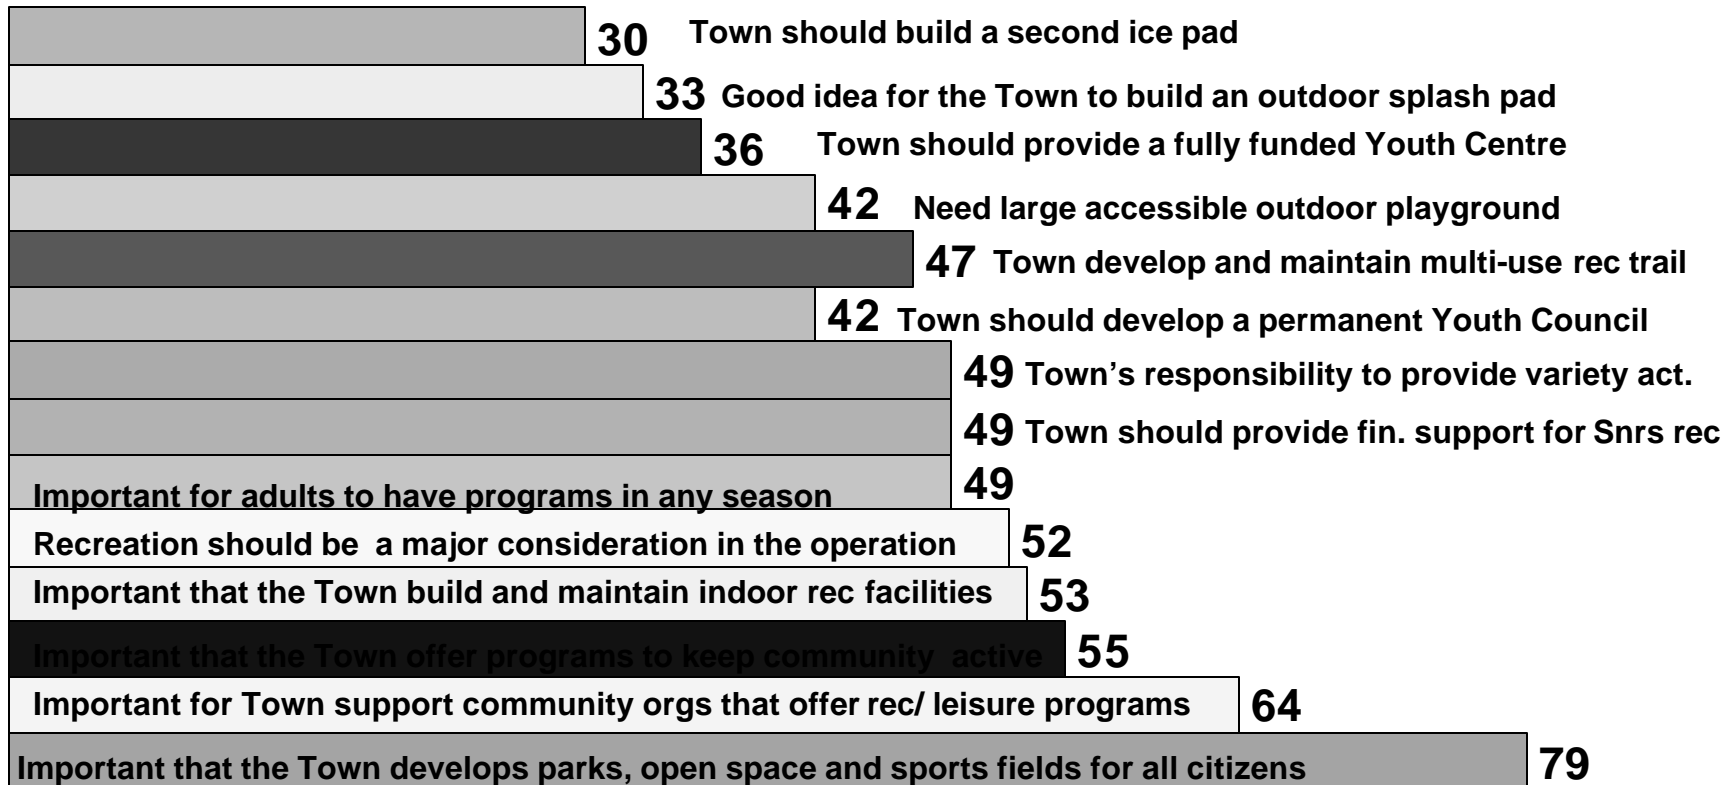 30 Town should build a second ice pad
33 Good idea for the Town to build an outdoor splash pad
36 Town should provide a fully funded Youth Centre
42 Need large accessible outdoor playground
47 Town develop and maintain multi-use rec trail
42 Town should develop a permanent Youth Council
49 Town’s responsibility to provide variety act.
49 Town should provide fin. support for Snrs rec
Important for adults to have programs in any season 49
Recreation should be a major consideration in the operation 52
Important that the Town build and maintain indoor rec facilities 53
Important that the Town offer programs to keep community active 55
Important for Town support community orgs that offer rec/ leisure programs 64
Important that the Town develops parks, open space and sports fields for all citizens 79